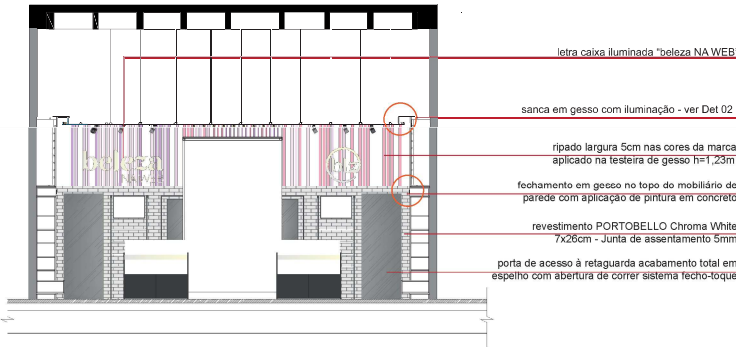 letra caixa iluminada "beleza NA WEB"
sanca em gesso com iluminação - ver Det 02
ripado largura 5cm nas cores da marca
aplicado na testeira de gesso h=1,23m
fechamento em gesso no topo do mobiliário de
parede com aplicação de pintura em concreto
revestimento PORTOBELLO Chroma White
7x26cm - Junta de assentamento 5mm
porta de acesso à retaguarda acabamento total em
espelho com abertura de correr sistema fecho-toque
beleza
NA WEB